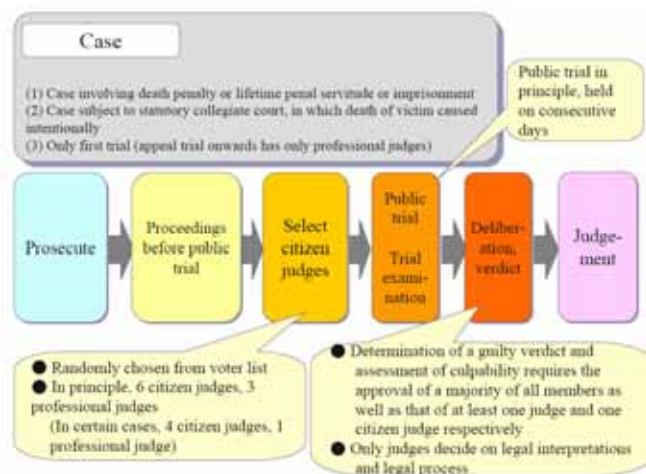 Case
(1) Case involving death penalty or lifetime penal servitude or imprisonment
(2) Case subject to statutory collegiate court, in which death of victim caused
intentionally
(3) Only first trial (appeal trial onwards has only professional judges)
Public trial in
principle, held
on consecutive
days
Prosecute
Proceedings
before public
trial
Select
citizen
judges
Public
trial
Trial
exami-
nation
Deliber-
ation,
verdict
Judge-
ment
● Randomly chosen from voter list
● In principle, 6 citizen judges, 3
professional judges
(In certain cases, 4 citizen judges, 1
professional judge)
● Determination of a guilty verdict and
assessment of culpability requires the
approval of a majority of all members as
well as that of at least one judge and one
citizen judge respectively
● Only judges decide on legal interpretations
and legal process